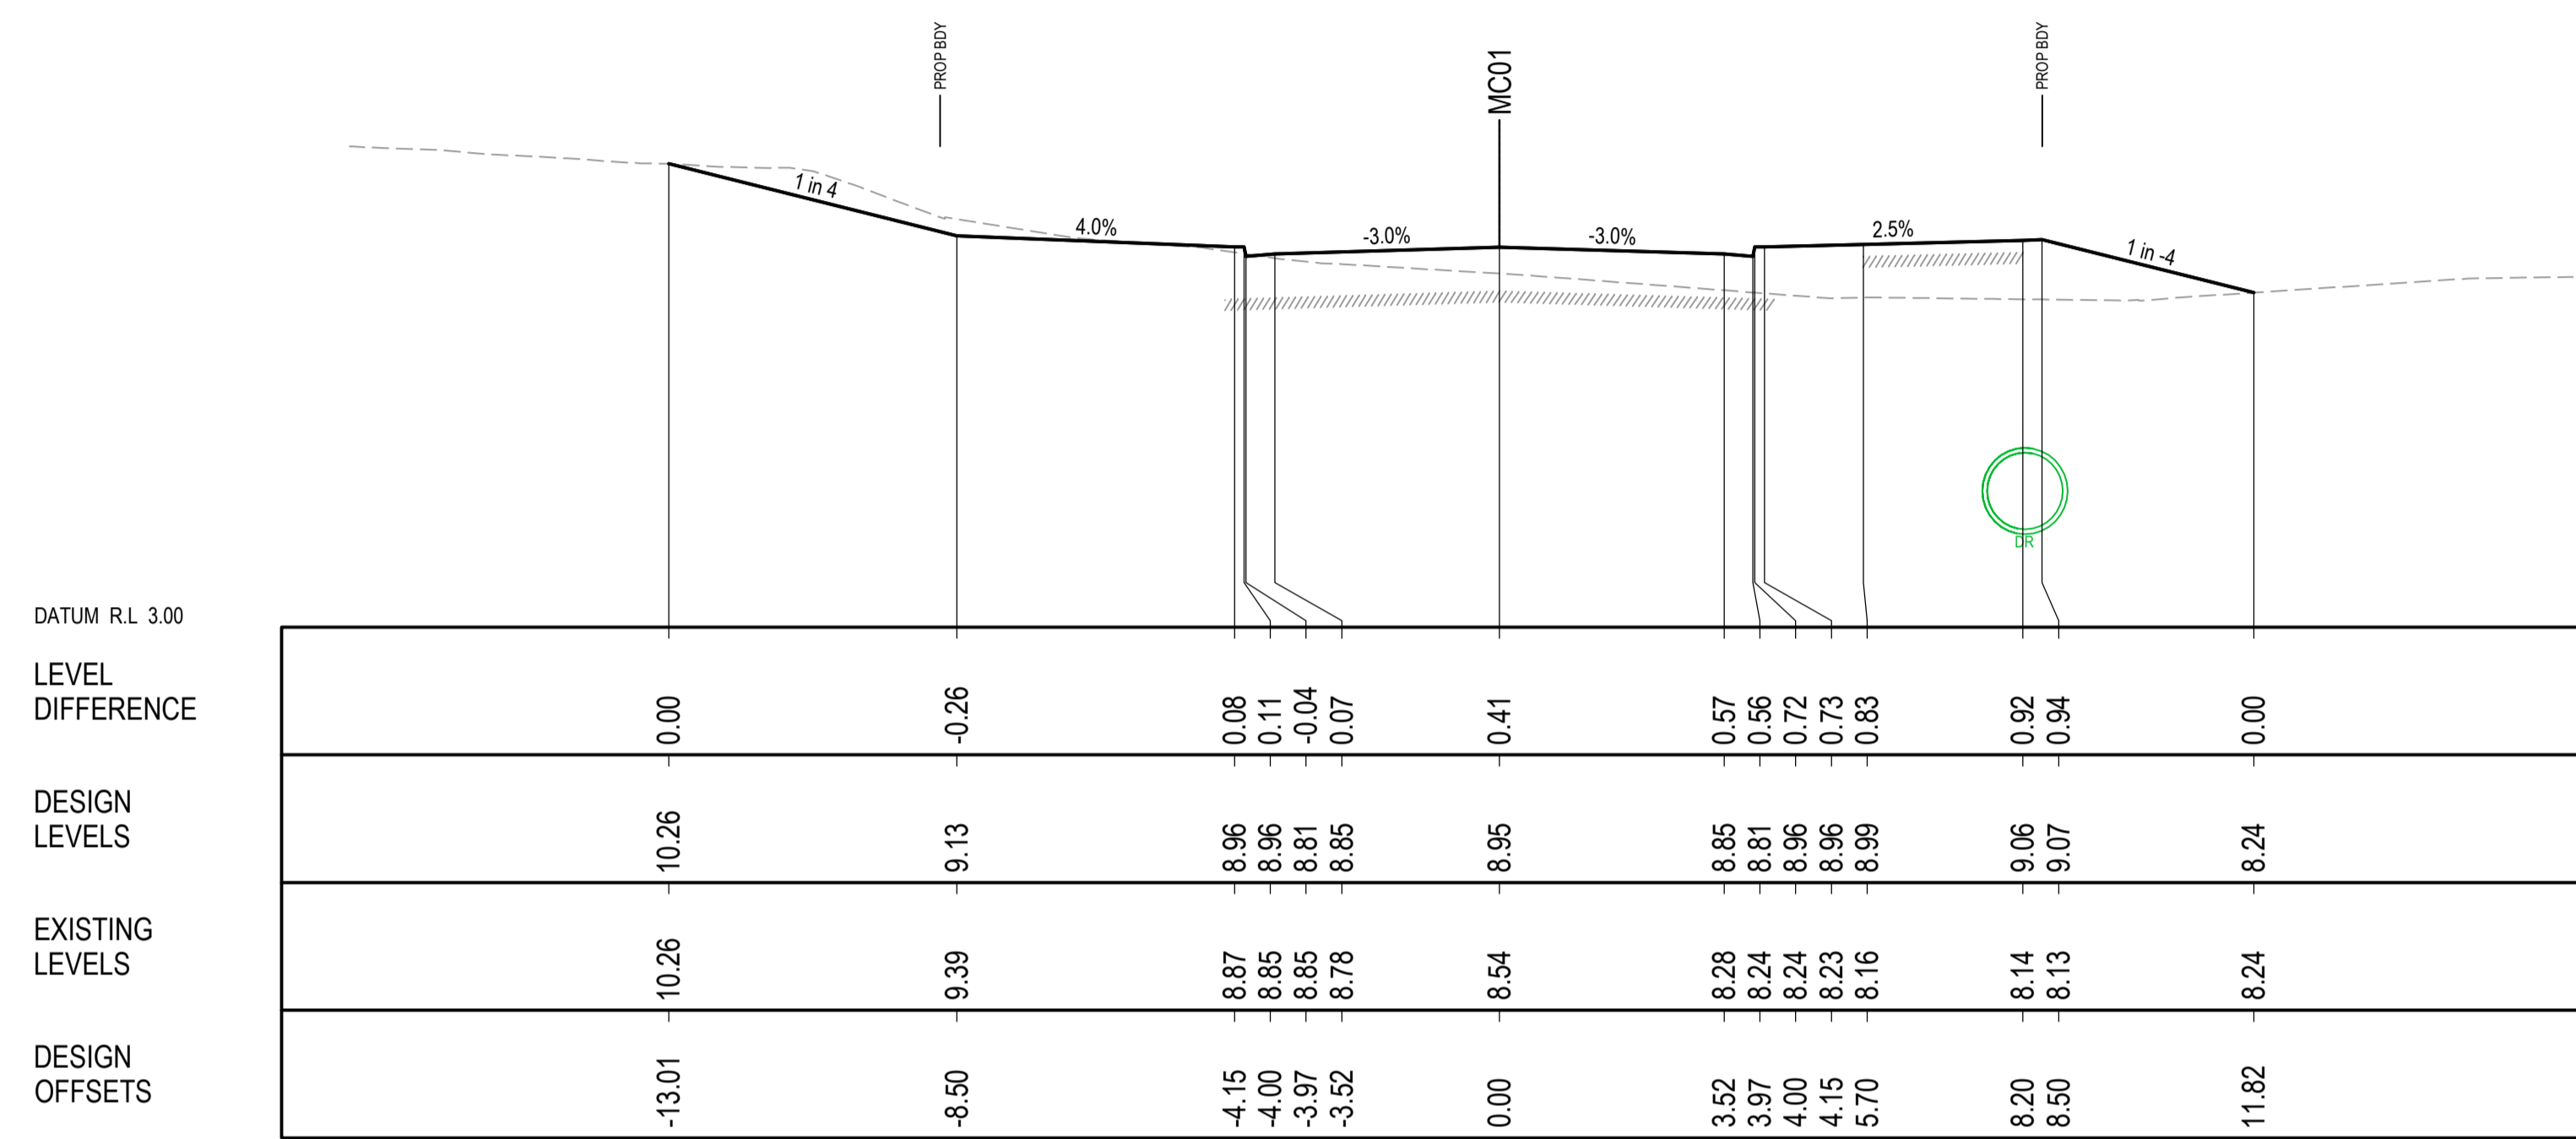 PROP BDY
MC01
PROP BDY
1 in 4
4.0%
-3.0%
-3.0%
2.5%
1 in -4
DR
DATUM R.L 3.00
LEVEL
DIFFERENCE
0.00 -0.26 0.08 0.11 -0.04 0.07 0.41 0.57 0.56 0.72 0.73 0.83 0.92 0.94 0.00
DESIGN
LEVELS
10.26 9.13 8.96 8.96 8.81 8.85 8.95 8.85 8.81 8.96 8.96 8.99 9.06 9.07 8.24
EXISTING
LEVELS
10.26 9.39 8.87 8.85 8.85 8.78 8.54 8.28 8.24 8.24 8.23 8.16 8.14 8.13 8.24
DESIGN
OFFSETS
-13.01 -8.50 -4.15 -4.00 -3.97 -3.52 0.00 3.52 3.97 4.00 4.15 5.70 8.20 8.50 11.82